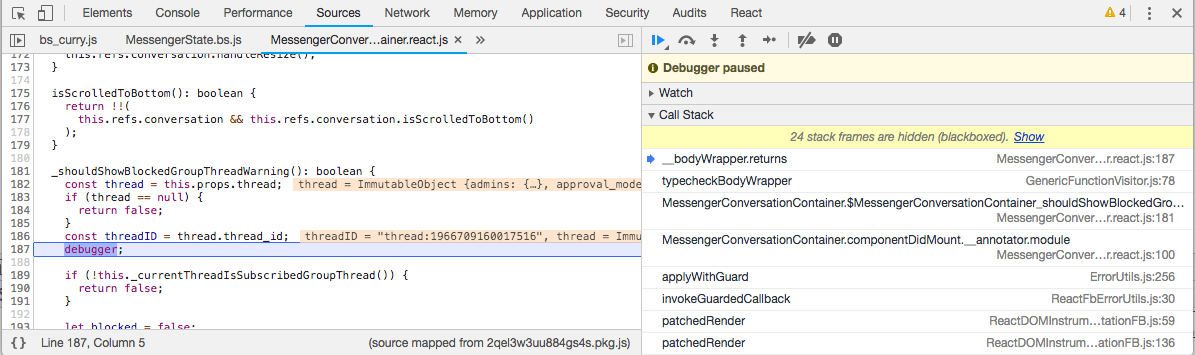 Elements Console Performance Sources Network Memory Application Security Audits React 4
bs_curry.js MessengerState.bs.js MessengerConver…ainer.react.js × »
172 this.refs.conversation.handleResize();
173 }
174
175 isScrolledToBottom(): boolean {
176 return !!(
177 this.refs.conversation && this.refs.conversation.isScrolledToBottom()
178 );
179 }
180
181 _shouldShowBlockedGroupThreadWarning(): boolean {
182 const thread = this.props.thread; thread = ImmutableObject {admins: {…}, approval_mode
183 if (thread == null) {
184 return false;
185 }
186 const threadID = thread.thread_id; threadID = "thread:1966709160017516", thread = Immu
187 debugger;
188
189 if (!this._currentThreadIsSubscribedGroupThread()) {
190 return false;
191 }
192
193 let blocked = false;
{} Line 187, Column 5 (source mapped from 2qel3w3uu884gs4s.pkg.js)
Debugger paused
Watch
Call Stack
24 stack frames are hidden (blackboxed). Show
__bodyWrapper.returns MessengerConver…r.react.js:187
typecheckBodyWrapper GenericFunctionVisitor.js:78
MessengerConversationContainer.$MessengerConversationContainer_shouldShowBlockedGro…
MessengerConver…r.react.js:181
MessengerConversationContainer.componentDidMount.__annotator.module
MessengerConver…r.react.js:100
applyWithGuard ErrorUtils.js:256
invokeGuardedCallback ReactFbErrorUtils.js:30
patchedRender ReactDOMInstrum…tationFB.js:59
patchedRender ReactDOMInstrum…ationFB.js:136